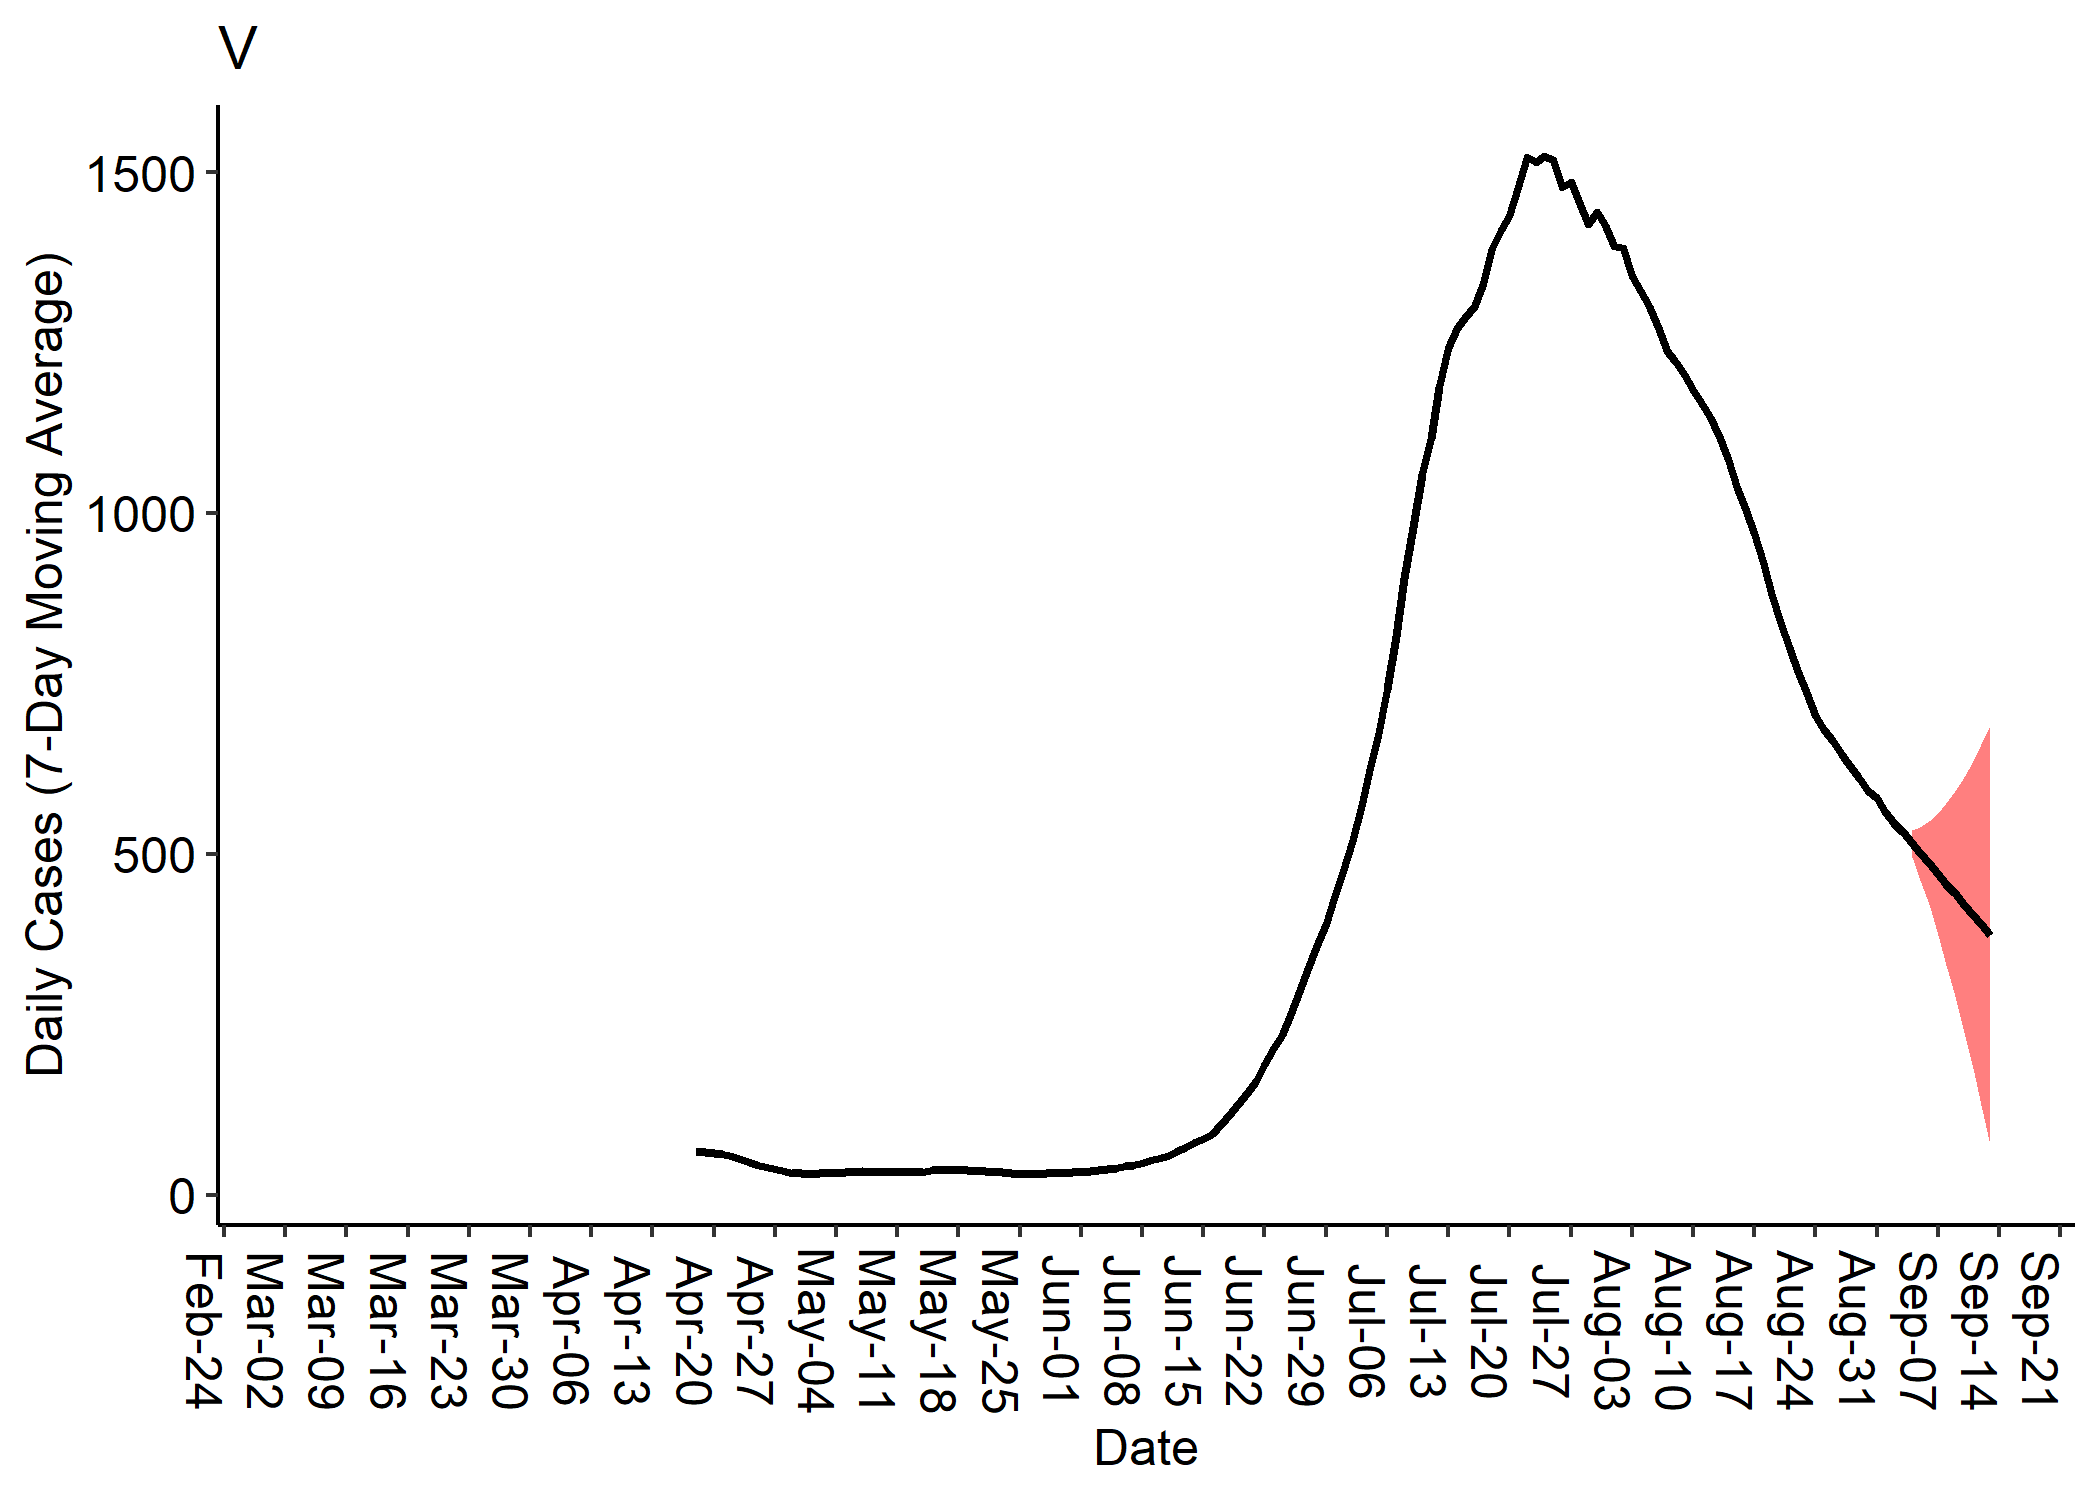 V
Daily Cases (7-Day Moving Average)
1500
1000
500
0
Feb-24
Mar-02
Mar-09
Mar-16
Mar-23
Mar-30
Apr-06
Apr-13
Apr-20
Apr-27
May-04
May-11
May-18
May-25
Jun-01
Jun-08
Jun-15
Jun-22
Jun-29
Jul-06
Jul-13
Jul-20
Jul-27
Aug-03
Aug-10
Aug-17
Aug-24
Aug-31
Sep-07
Sep-14
Sep-21
Date